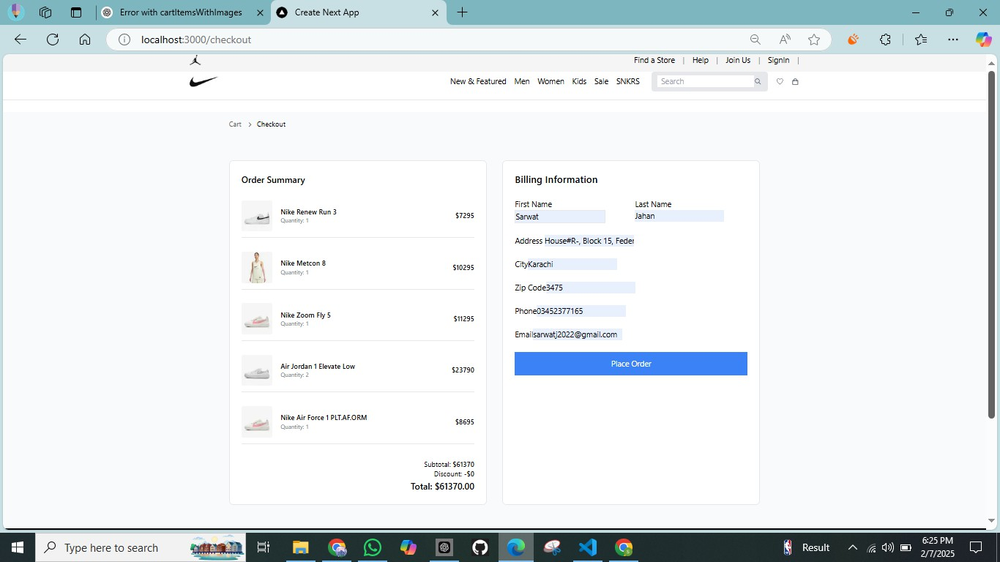 Error with cartItemsWithImages
Create Next App
localhost:3000/checkout
Find a Store | Help | Join Us | SignIn |
New & Featured Men Women Kids Sale SNKRS Search
Cart > Checkout
Order Summary
Nike Renew Run 3
Quantity: 1
$7295
Nike Metcon 8
Quantity: 1
$10295
Nike Zoom Fly 5
Quantity: 1
$11295
Air Jordan 1 Elevate Low
Quantity: 2
$23790
Nike Air Force 1 PLT.AF.ORM
Quantity: 1
$8695
Subtotal: $61370
Discount: -$0
Total: $61370.00
Billing Information
First Name Last Name
Sarwat Jahan
Address House#R-, Block 15, Feder
CityKarachi
Zip Code3475
Phone03452377165
Emailsarwatj2022@gmail.com
Place Order
Type here to search
Result
6:25 PM
2/7/2025